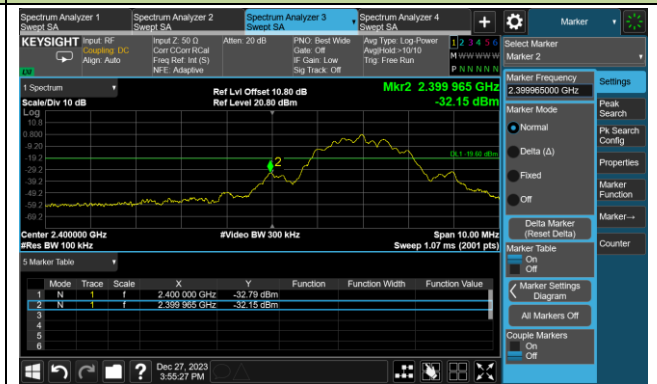 Spectrum Analyzer 1
Swept SA
Spectrum Analyzer 2
Swept SA
Spectrum Analyzer 3
Swept SA
Spectrum Analyzer 4
Swept SA
+
Marker
KEYSIGHT
Input: RF
Coupling: DC
Align: Auto
Input Z: 50 Ω
Corr CCorr RCal
Freq Ref: Int (S)
NFE: Adaptive
Atten: 20 dB
PNO: Best Wide
Gate: Off
IF Gain: Low
Sig Track: Off
Avg Type: Log-Power
Avg|Hold:>10/10
Trig: Free Run
1 2 3 4 5 6
M W W W W W
P N N N N N
LXI
Select Marker
Marker 2
1 Spectrum
Scale/Div 10 dB
Log
Ref Lvl Offset 10.80 dB
Ref Level 20.80 dBm
Mkr2 2.399 965 GHz
-32.15 dBm
10.8
0.800
-9.20
-19.2
-29.2
-39.2
-49.2
-59.2
-69.2
2
DL1 -19.60 dBm
Center 2.400000 GHz
#Res BW 100 kHz
#Video BW 300 kHz
Span 10.00 MHz
Sweep 1.07 ms (2001 pts)
5 Marker Table
Mode Trace Scale X Y Function Function Width Function Value
1 N 1 f 2.400 000 GHz -32.79 dBm
2 N 1 f 2.399 965 GHz -32.15 dBm
3
4
5
6
Marker Frequency
2.399965000 GHz
Marker Mode
Normal
Delta (Δ)
Fixed
Off
Delta Marker
(Reset Delta)
Marker Table
On
Off
Marker Settings
Diagram
All Markers Off
Couple Markers
On
Off
Settings
Peak
Search
Pk Search
Config
Properties
Marker
Function
Marker→
Counter
?
Dec 27, 2023
3:55:27 PM